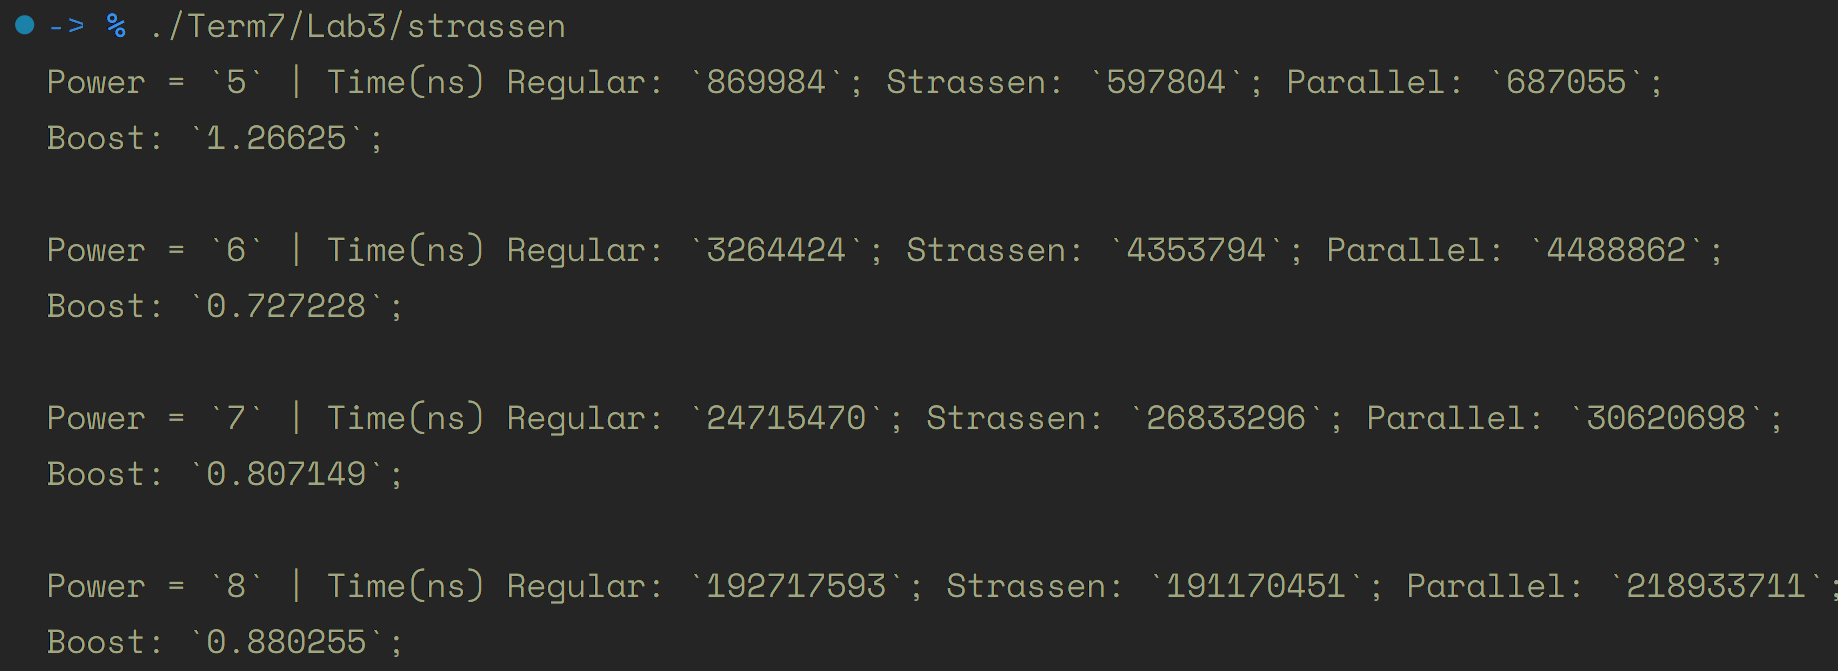 -> % ./Term7/Lab3/strassen
Power = `5` | Time(ns) Regular: `869984`; Strassen: `597804`; Parallel: `687055`;
Boost: `1.26625`;
Power = `6` | Time(ns) Regular: `3264424`; Strassen: `4353794`; Parallel: `4488862`;
Boost: `0.727228`;
Power = `7` | Time(ns) Regular: `24715470`; Strassen: `26833296`; Parallel: `30620698`;
Boost: `0.807149`;
Power = `8` | Time(ns) Regular: `192717593`; Strassen: `191170451`; Parallel: `218933711`;
Boost: `0.880255`;